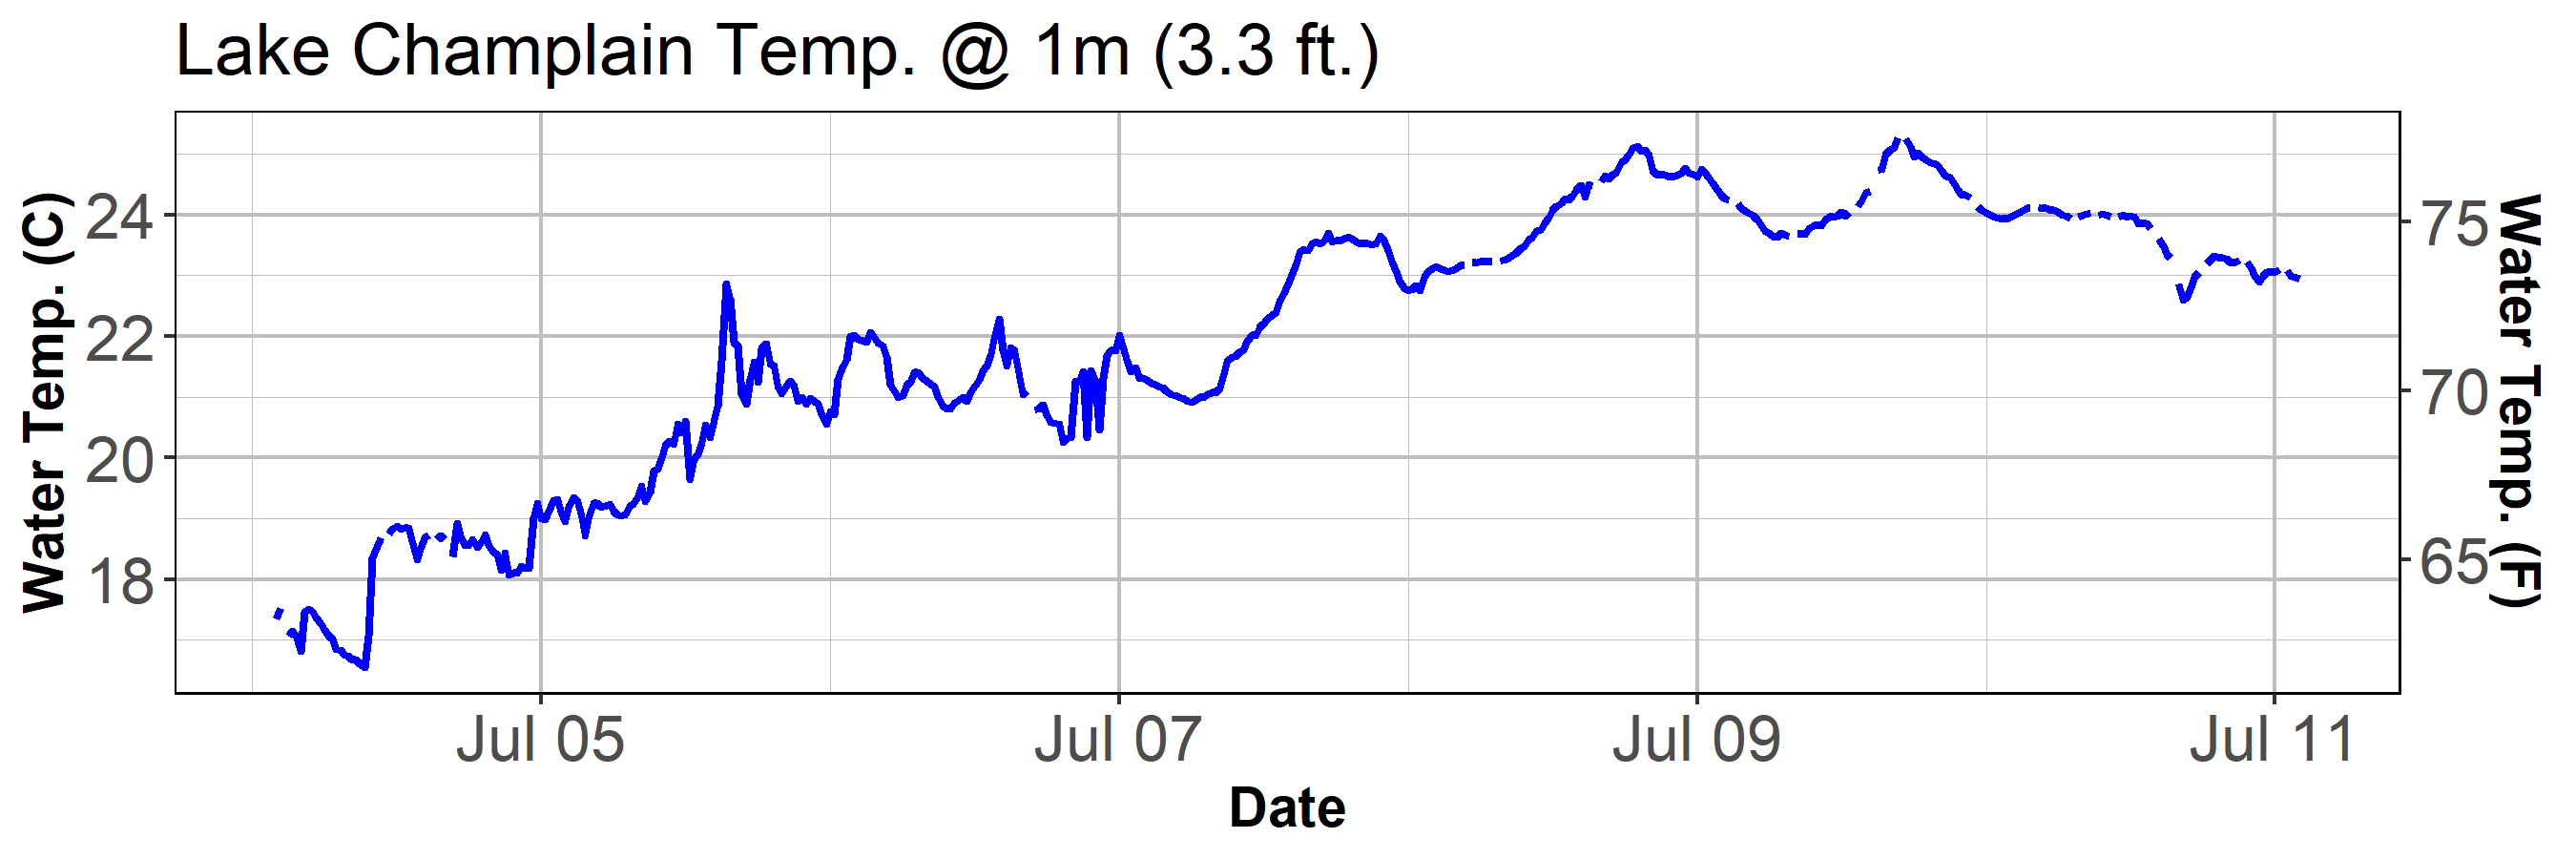 Lake Champlain Temp. @ 1m (3.3 ft.)
Water Temp. (C)
24
22
20
18
75
70
65
Water Temp. (F)
Jul 05 Jul 07 Jul 09 Jul 11
Date